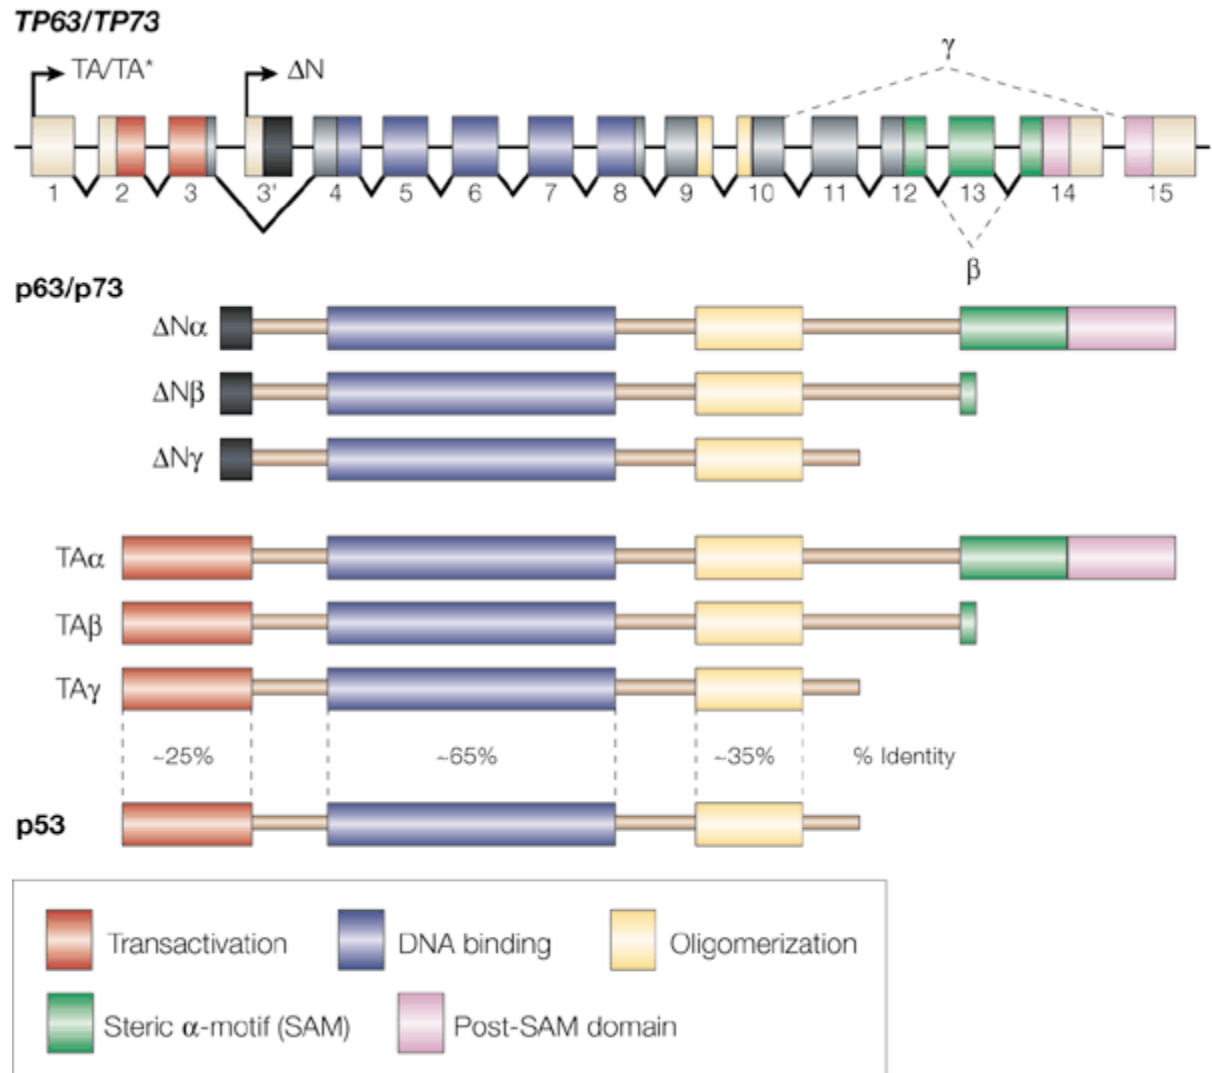 TP63/TP73
TA/TA*
ΔN
γ
1 2 3 3' 4 5 6 7 8 9 10 11 12 13 14 15
β
p63/p73
ΔNα
ΔNβ
ΔNγ
TAα
TAβ
TAγ
~25% ~65% ~35% % Identity
p53
Transactivation DNA binding Oligomerization
Steric α-motif (SAM) Post-SAM domain